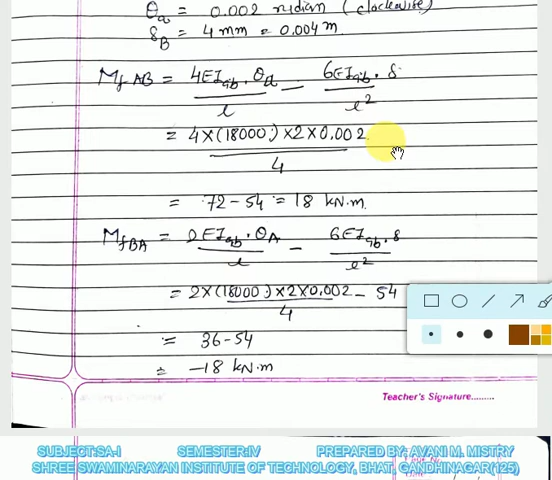 θa = 0.002 radian (clockwise)
δB = 4 mm = 0.004 m
MfAB = 4EIab.θa/l - 6EIab.δ/l²
= 4×(18000)×2×0.002/4
= 72-54 = 18 kN.m
MfBA = 2EIab.θA/l - 6EIab.δ/l²
= 2×(18000)×2×0.002/4 - 54
= 36-54
= -18 kN.m
Teacher's Signature.........
SUBJECT:SA-I SEMESTER:IV PREPARED BY: AVANI M. MISTRY
SHREE SWAMINARAYAN INSTITUTE OF TECHNOLOGY, BHAT, GANDHINAGAR(125)